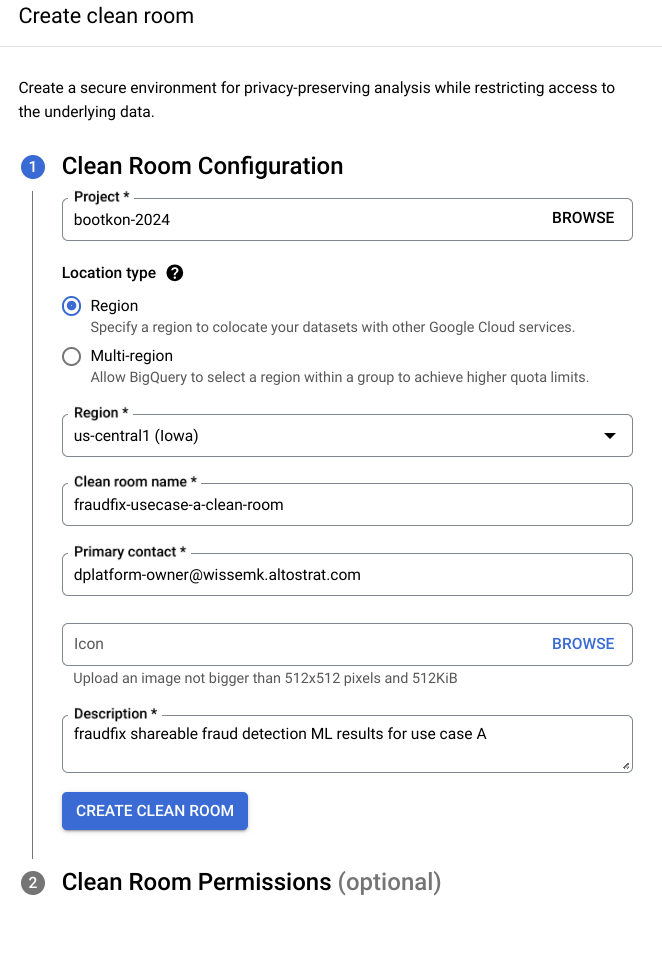 Create clean room
Create a secure environment for privacy-preserving analysis while restricting access to
the underlying data.
1 Clean Room Configuration
Project *
bootkon-2024 BROWSE
Location type ?
Region
Specify a region to colocate your datasets with other Google Cloud services.
Multi-region
Allow BigQuery to select a region within a group to achieve higher quota limits.
Region *
us-central1 (Iowa)
Clean room name *
fraudfix-usecase-a-clean-room
Primary contact *
dplatform-owner@wissemk.altostrat.com
Icon BROWSE
Upload an image not bigger than 512x512 pixels and 512KiB
Description *
fraudfix shareable fraud detection ML results for use case A
CREATE CLEAN ROOM
2 Clean Room Permissions (optional)